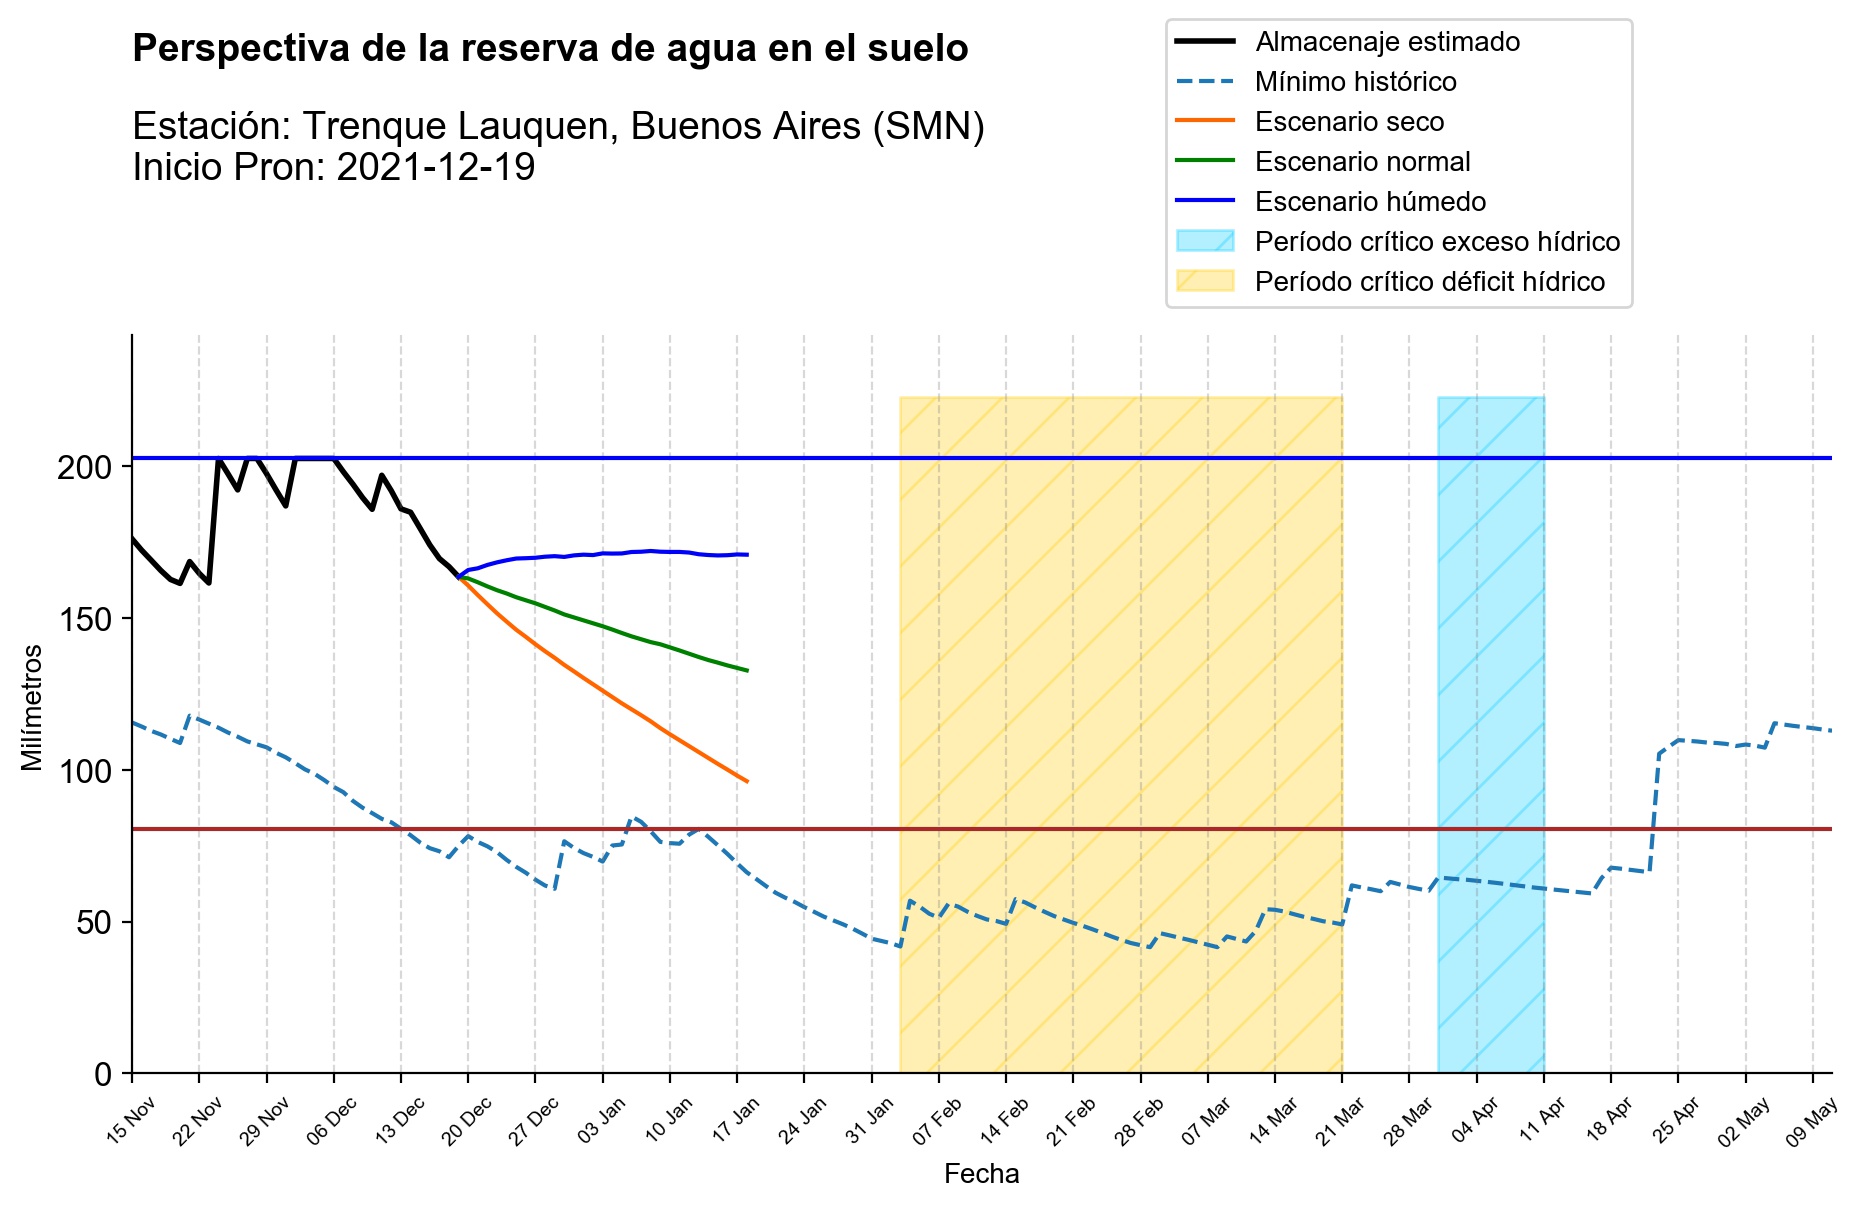 Perspectiva de la reserva de agua en el suelo
Estación: Trenque Lauquen, Buenos Aires (SMN)
Inicio Pron: 2021-12-19
Almacenaje estimado
Mínimo histórico
Escenario seco
Escenario normal
Escenario húmedo
Período crítico exceso hídrico
Período crítico déficit hídrico
Milímetros
200
150
100
50
0
15 Nov
22 Nov
29 Nov
06 Dec
13 Dec
20 Dec
27 Dec
03 Jan
10 Jan
17 Jan
24 Jan
31 Jan
07 Feb
14 Feb
21 Feb
28 Feb
07 Mar
14 Mar
21 Mar
28 Mar
04 Apr
11 Apr
18 Apr
25 Apr
02 May
09 May
Fecha